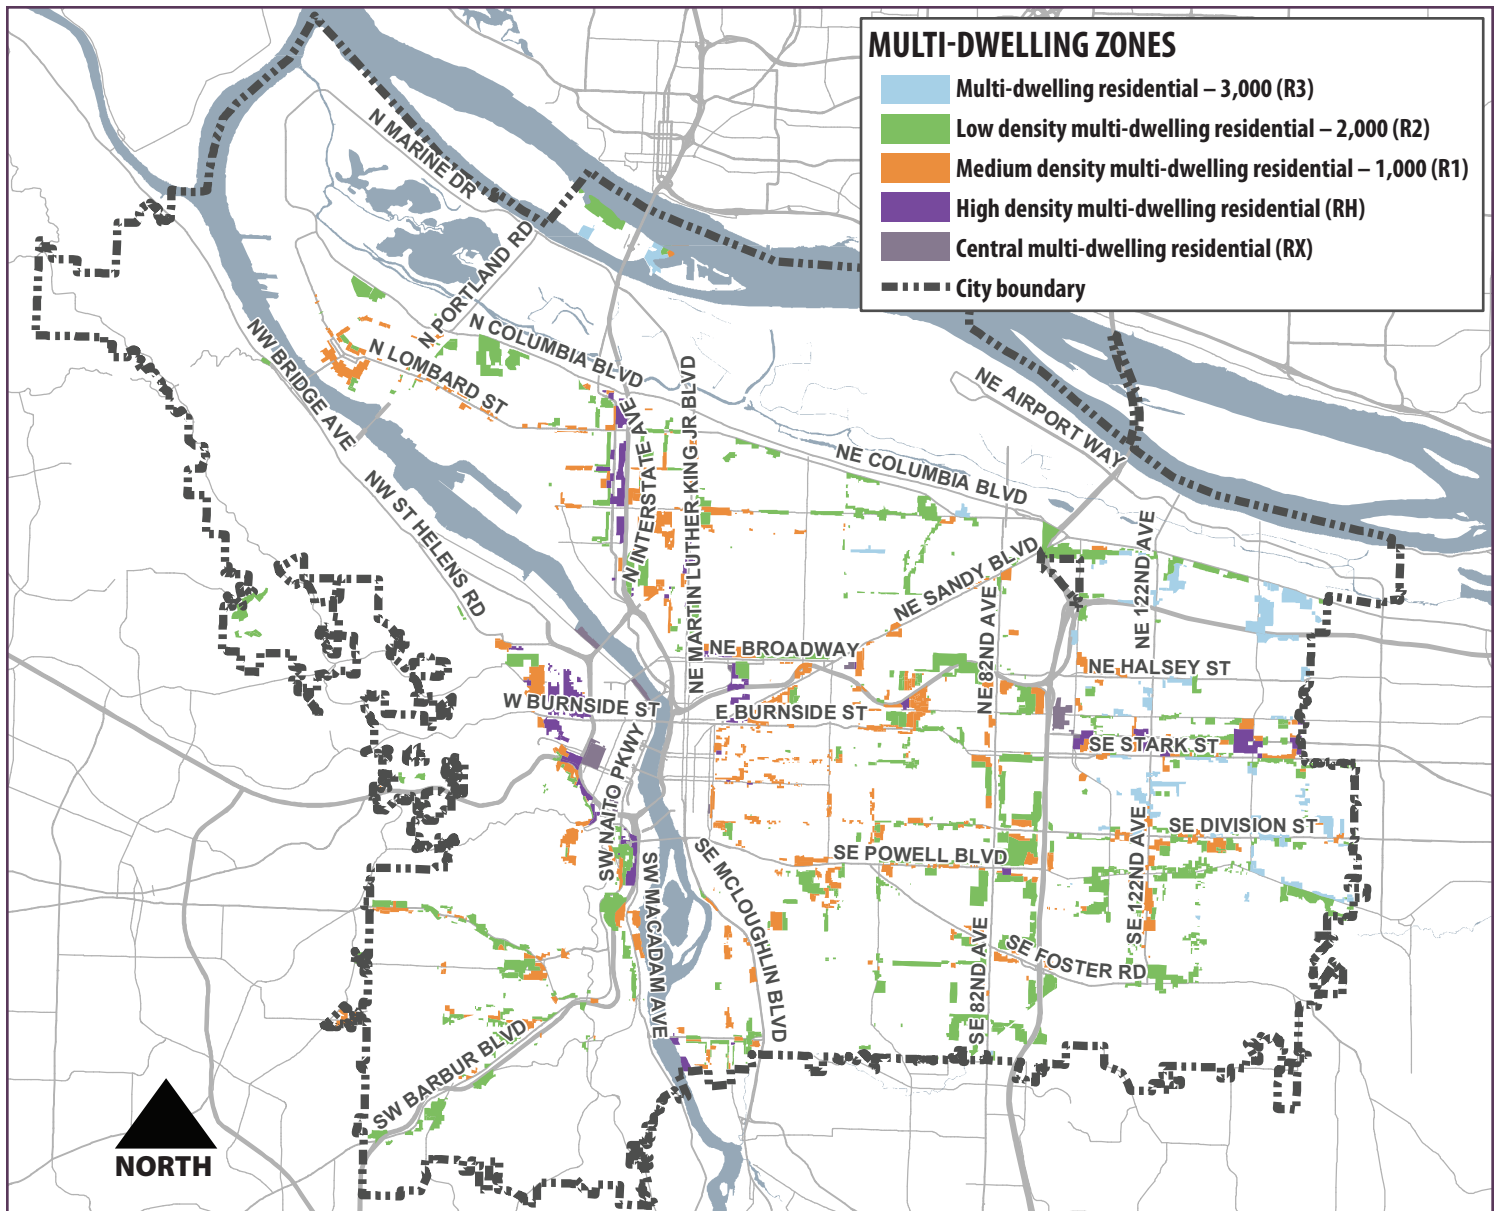 MULTI-DWELLING ZONES
Multi-dwelling residential – 3,000 (R3)
Low density multi-dwelling residential – 2,000 (R2)
Medium density multi-dwelling residential – 1,000 (R1)
High density multi-dwelling residential (RH)
Central multi-dwelling residential (RX)
City boundary
N MARINE DR
N PORTLAND RD
N COLUMBIA BLVD
N LOMBARD ST
NW BRIDGE AVE
N INTERSTATE AVE
NE MARTIN LUTHER KING JR BLVD
NE AIRPORT WAY
NE COLUMBIA BLVD
NW ST HELENS RD
NE SANDY BLVD
NE 122ND AVE
NE 82ND AVE
NE BROADWAY
NE HALSEY ST
W BURNSIDE ST
E BURNSIDE ST
SE STARK ST
SW NAITO PKWY
SE DIVISION ST
SE POWELL BLVD
SE 122ND AVE
SW MACADAM AVE
SE MCLOUGHLIN BLVD
SE 82ND AVE
SE FOSTER RD
SW BARBUR BLVD
NORTH